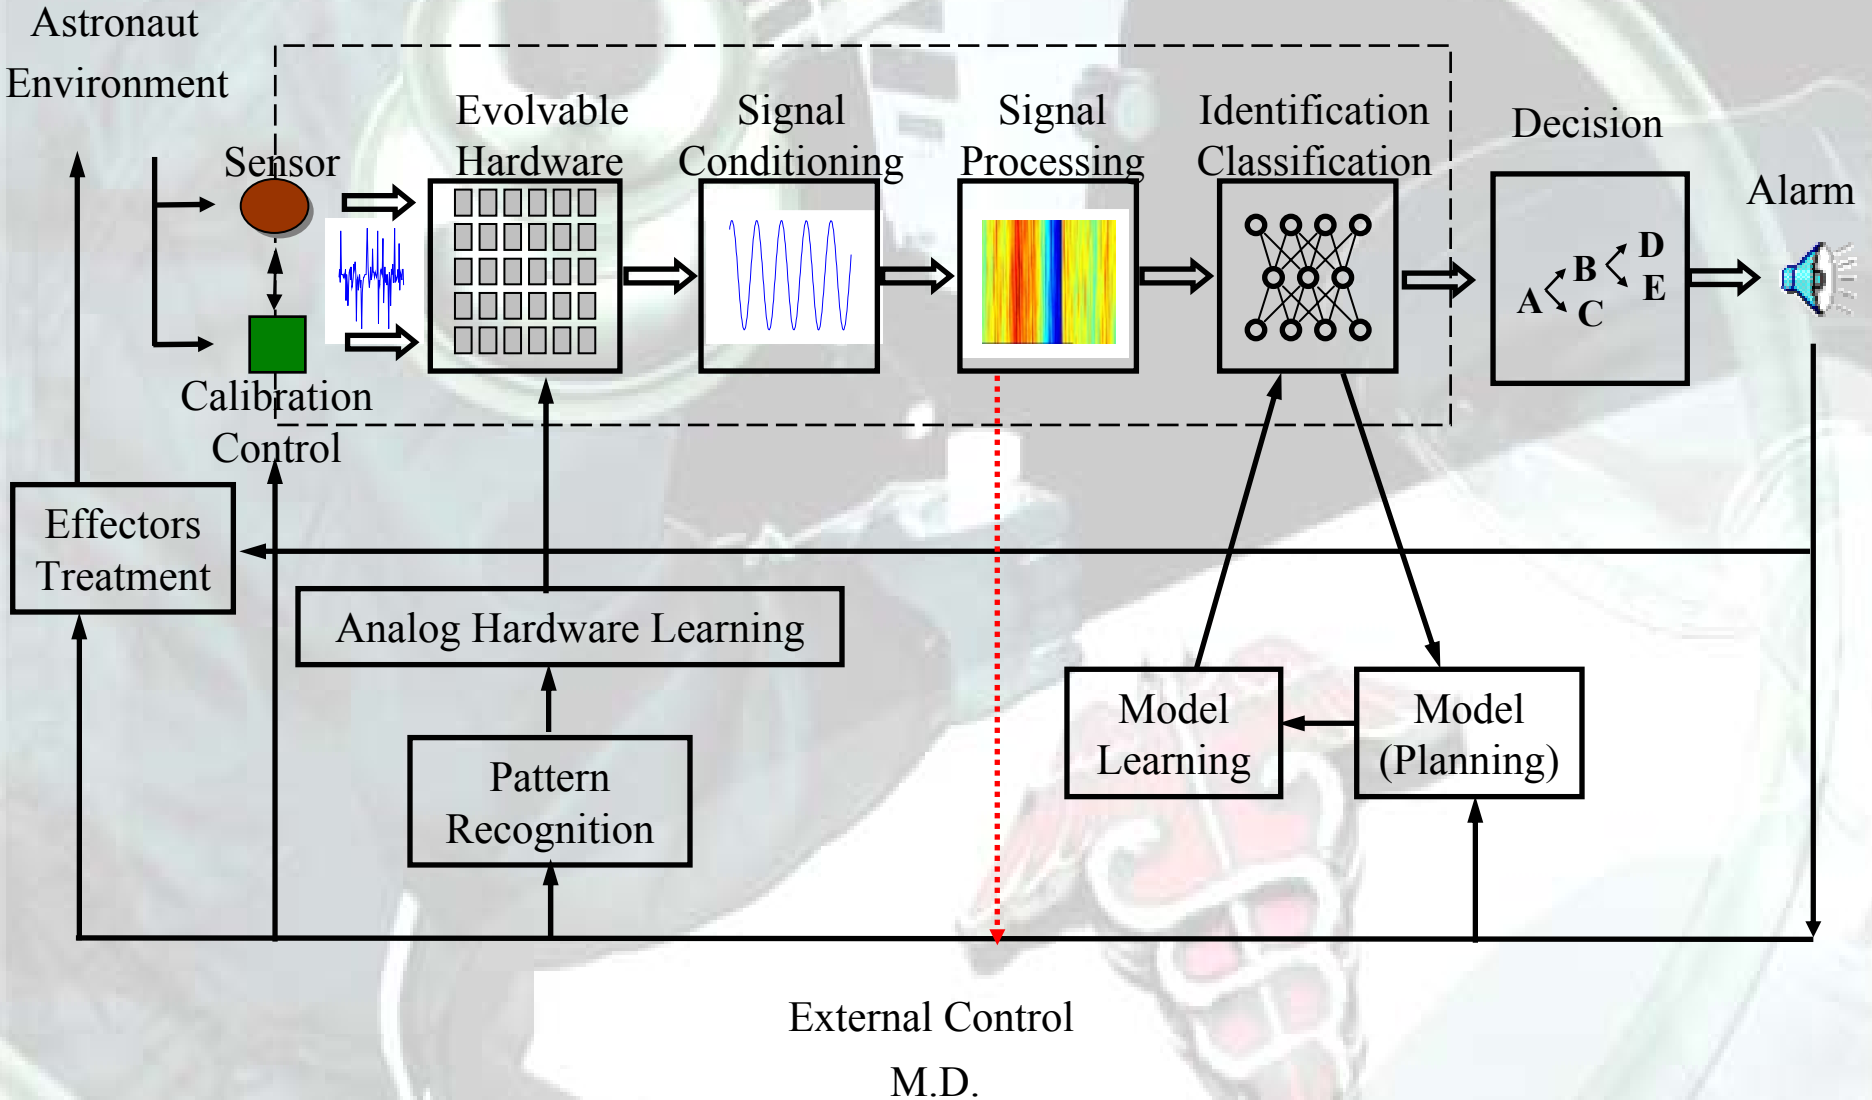 Astronaut
Environment
Sensor
Calibration
Control
Evolvable
Hardware
Signal
Conditioning
Signal
Processing
Identification
Classification
Decision
A
B
C
D
E
Alarm
Effectors
Treatment
Analog Hardware Learning
Pattern
Recognition
Model
Learning
Model
(Planning)
External Control
M.D.